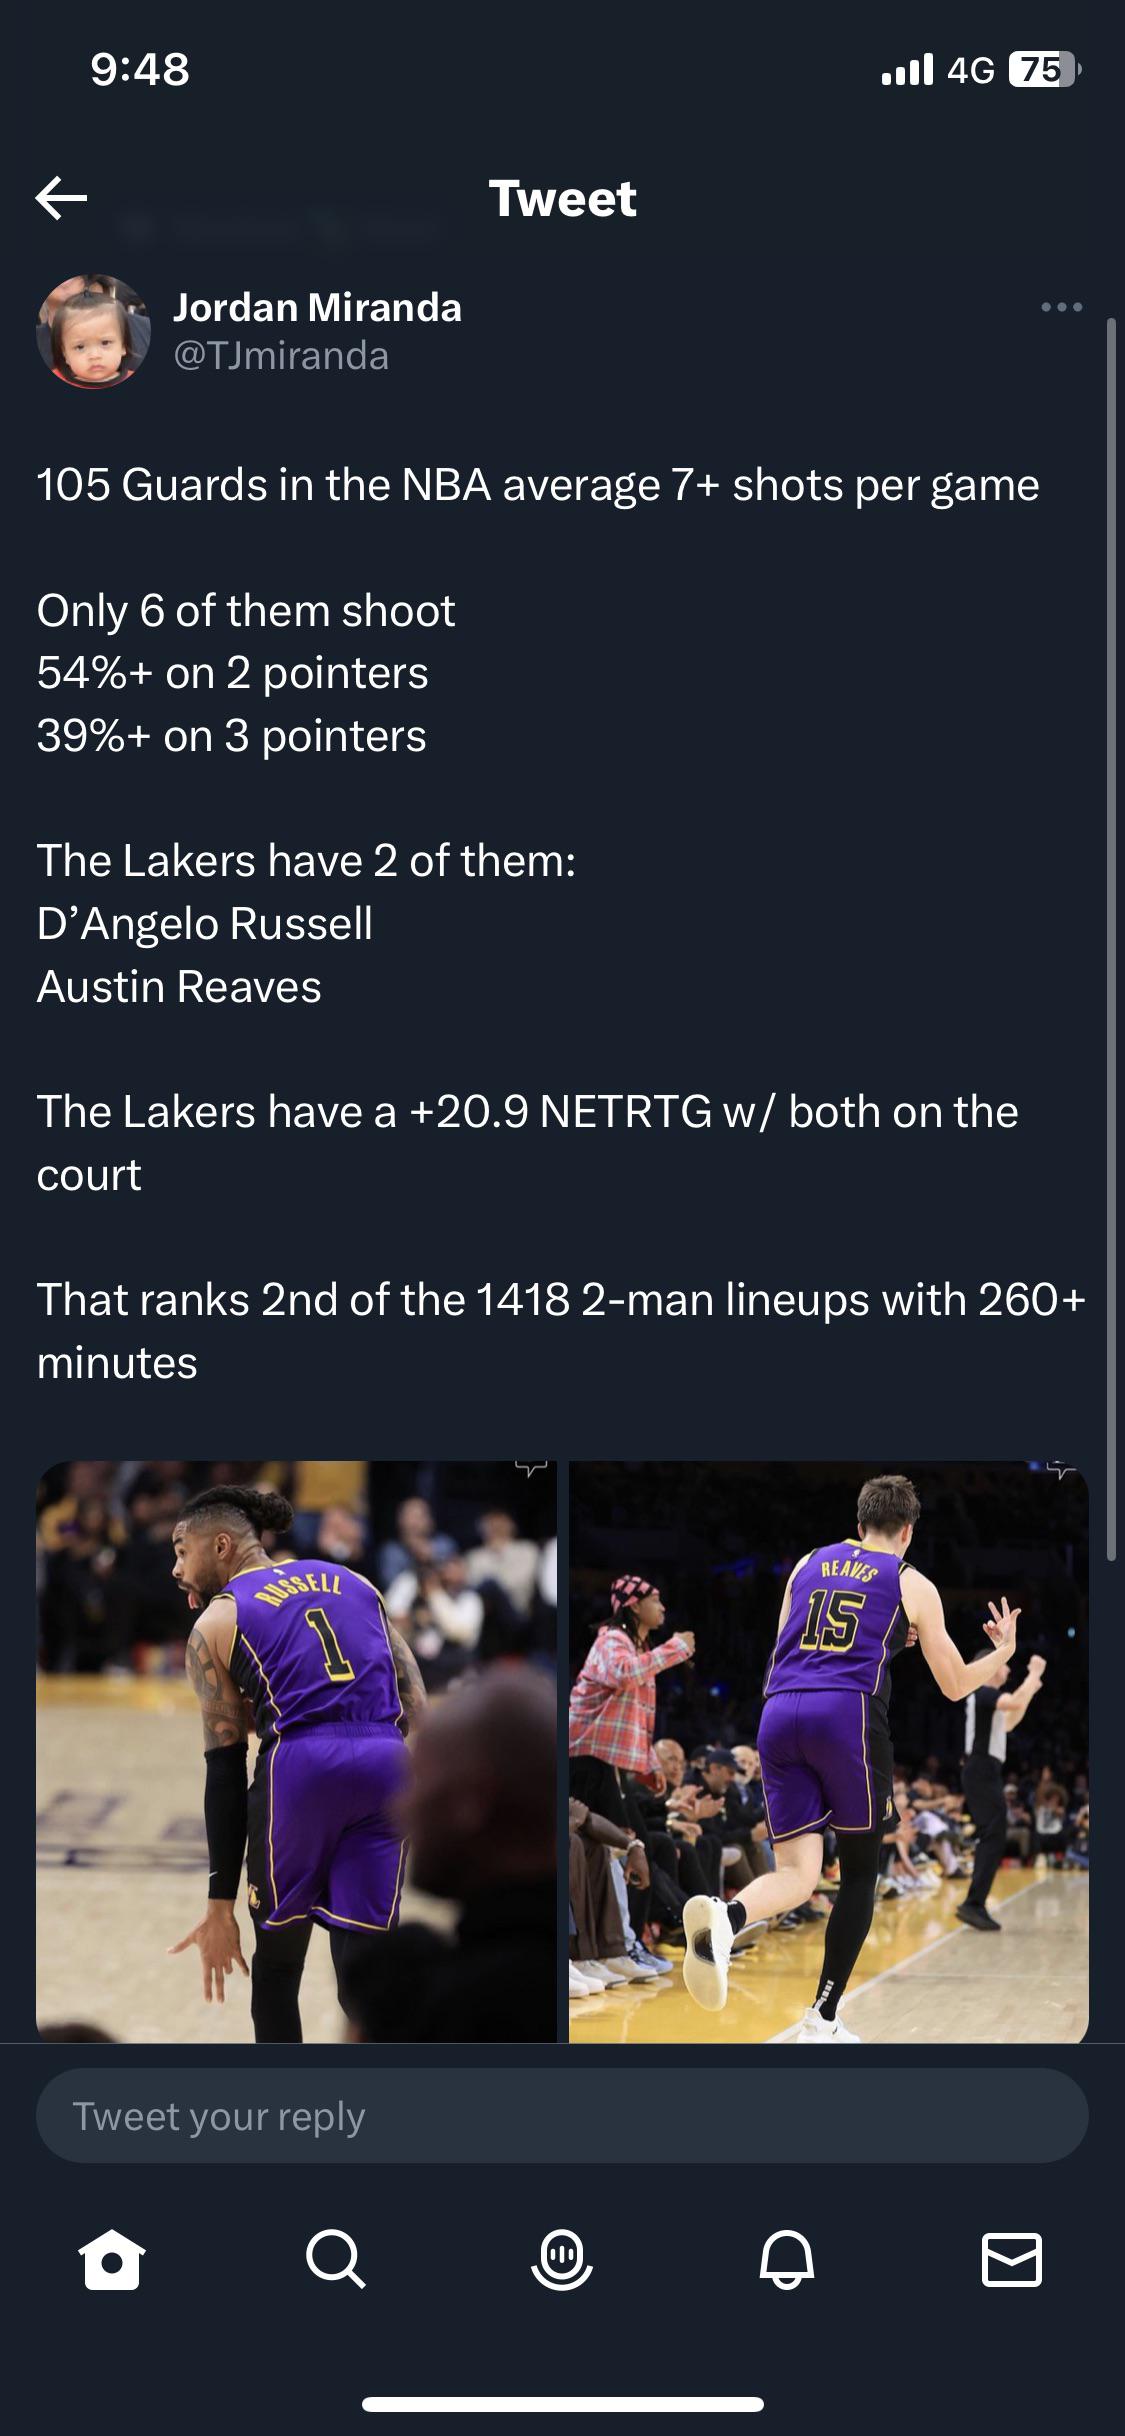 9:48
4G 75
Tweet
Jordan Miranda
@TJmiranda
105 Guards in the NBA average 7+ shots per game
Only 6 of them shoot
54%+ on 2 pointers
39%+ on 3 pointers
The Lakers have 2 of them:
D’Angelo Russell
Austin Reaves
The Lakers have a +20.9 NETRTG w/ both on the
court
That ranks 2nd of the 1418 2-man lineups with 260+
minutes
RUSSELL
1
REAVES
15
Tweet your reply